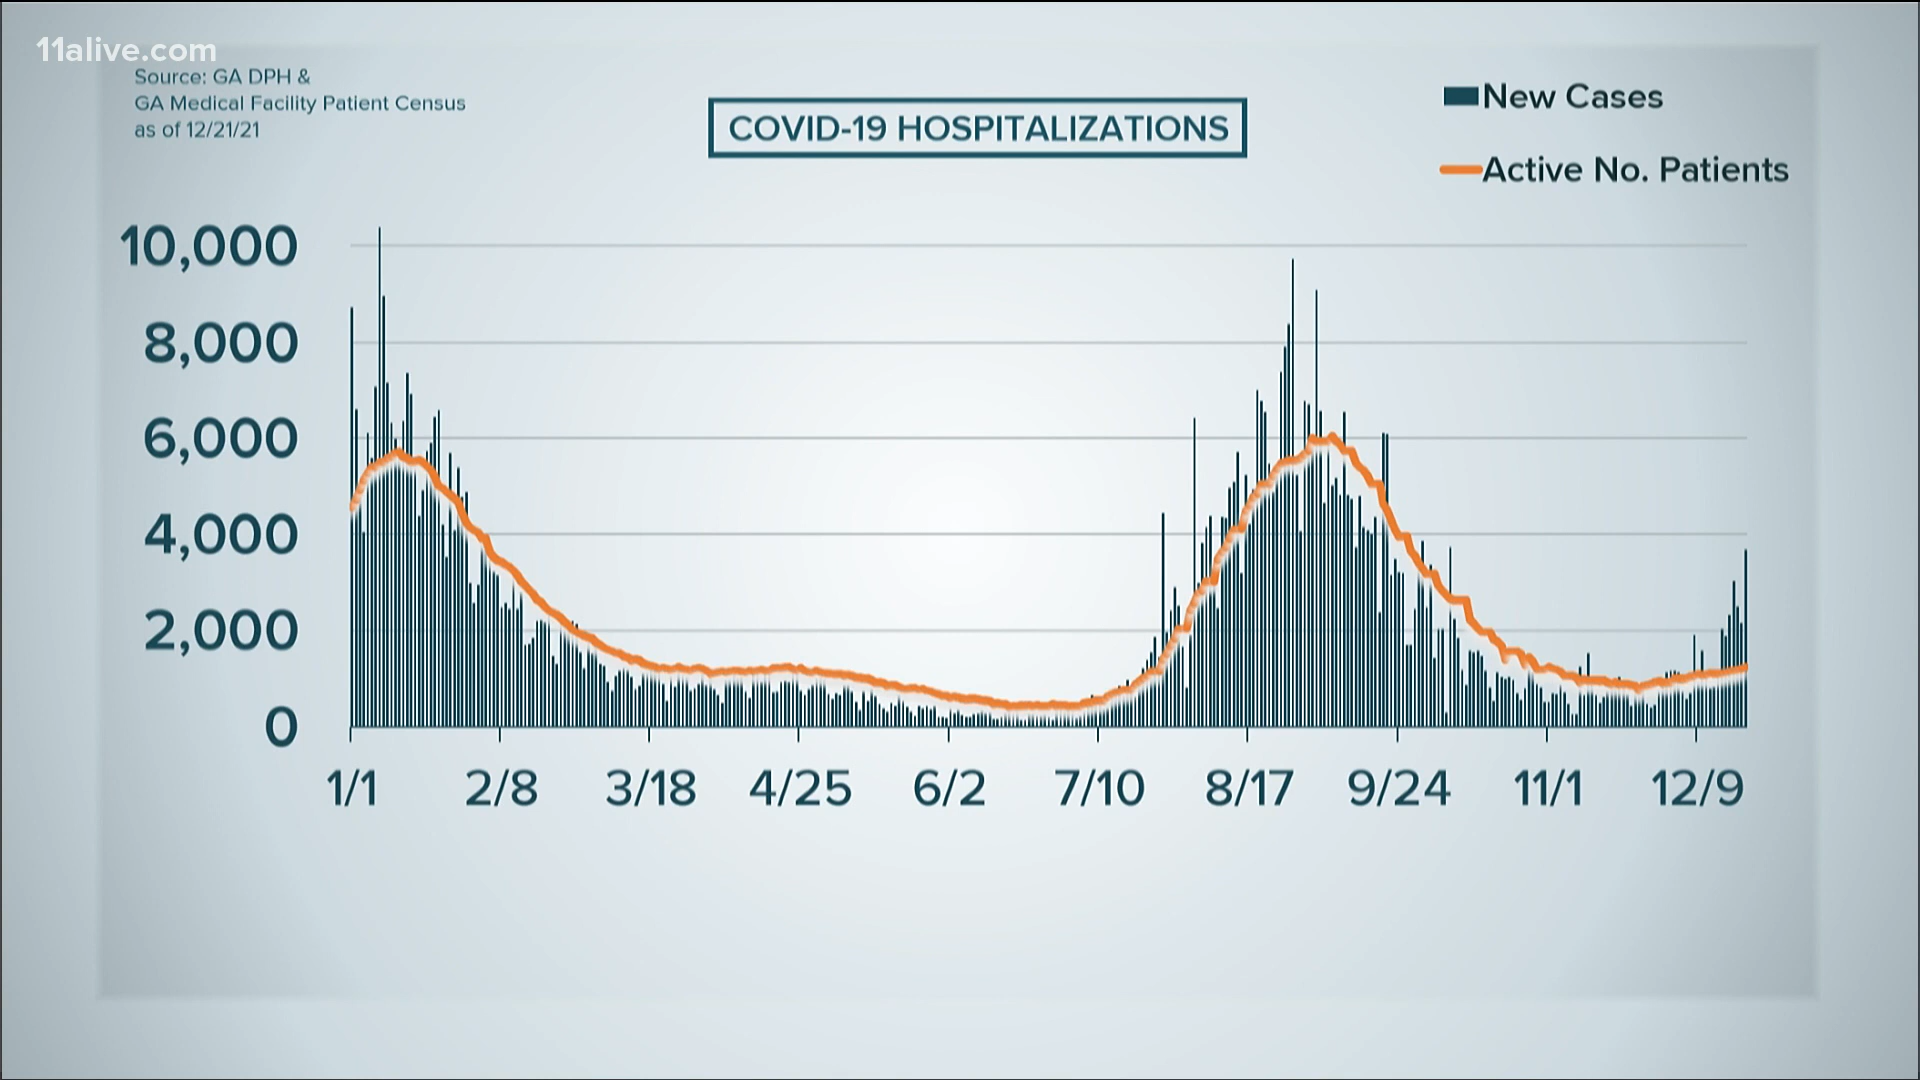 11alive.com
Source: GA DPH &
GA Medical Facility Patient Census
as of 12/21/21
COVID-19 HOSPITALIZATIONS
New Cases
Active No. Patients
10,000
8,000
6,000
4,000
2,000
0
1/1 2/8 3/18 4/25 6/2 7/10 8/17 9/24 11/1 12/9